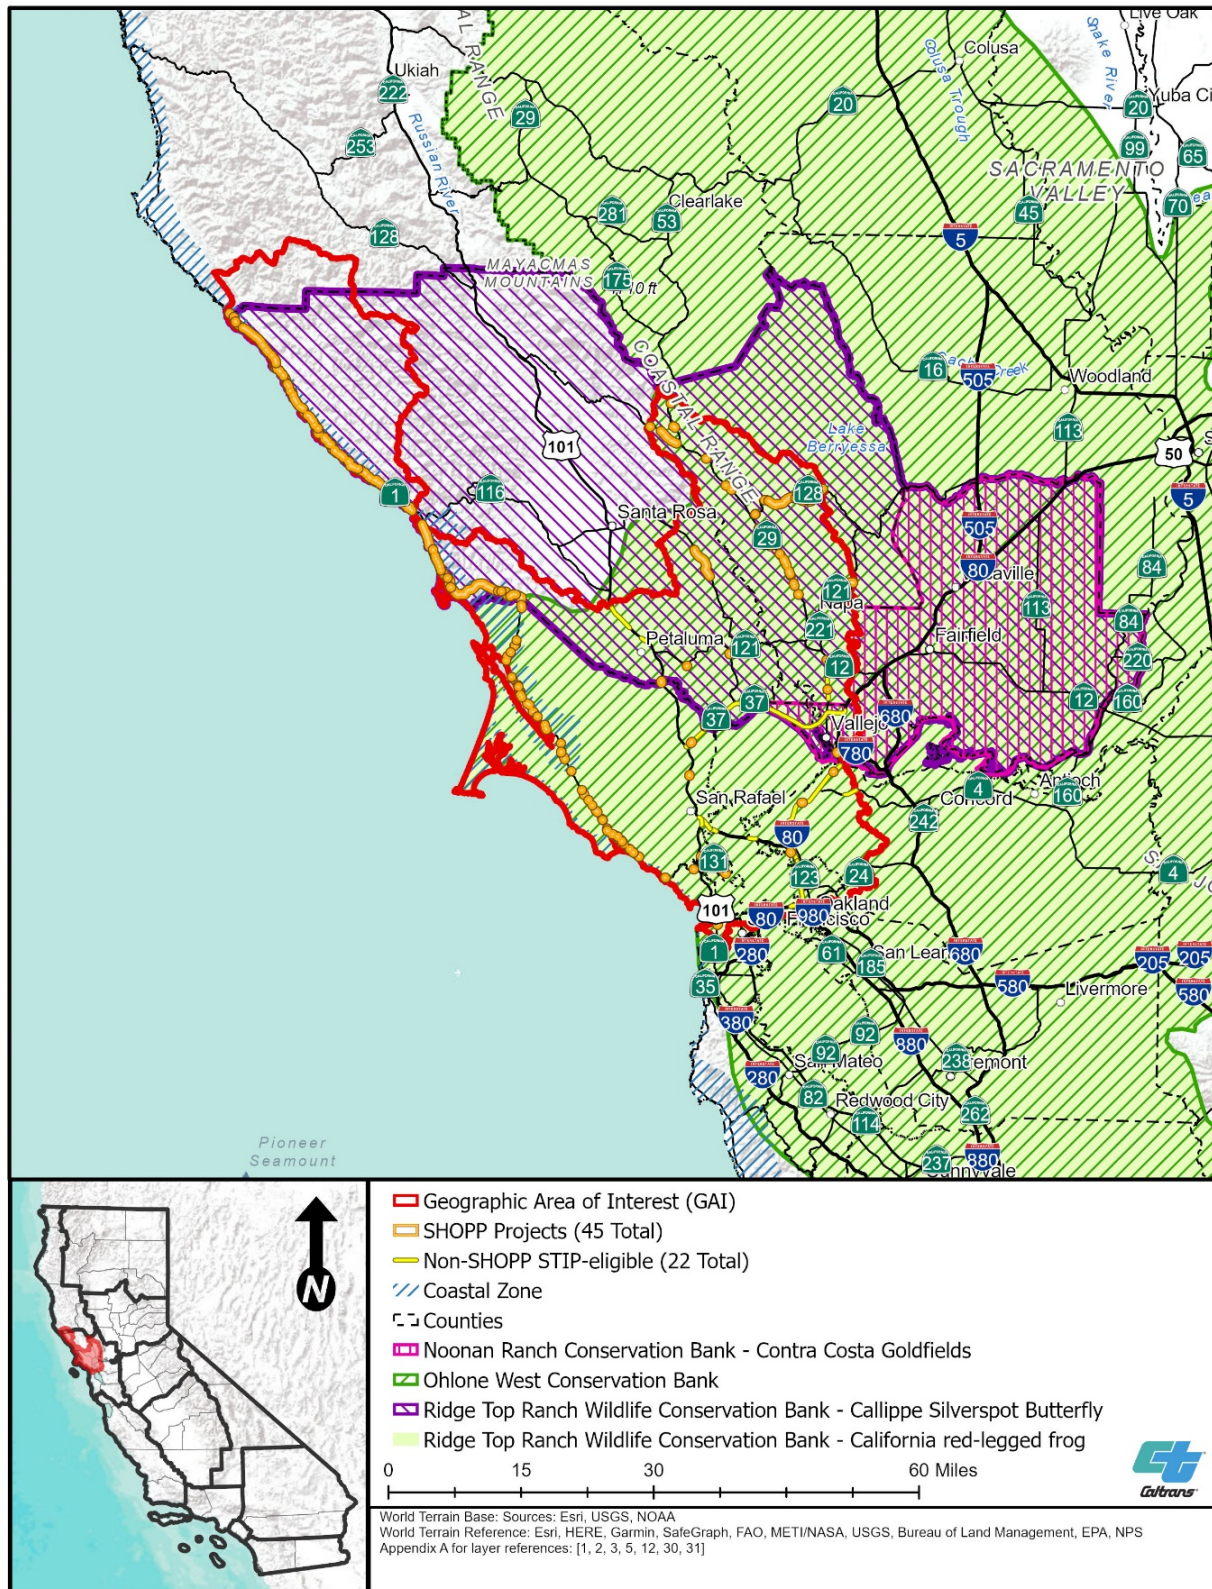 Live Oak
Colusa
Colusa Trough
Snake River
Ukiah
222
Russian River
29
20
20
Yuba Ci
253
99
65
SACRAMENTO
VALLEY
281
Clearlake
53
45
70
128
5
MAYACMAS
MOUNTAINS
175
COASTAL RANGE
16
505
Woodland
Lake
Berryessa
113
101
50
1
116
128
5
Santa Rosa
29
505
80
84
121
113
Napa
221
84
Petaluma
121
Fairfield
220
12
12
160
37
37
680
Vallejo
780
4
Antioch
Concord
160
San Rafael
242
80
131
123
24
4
101
80
980
Oakland
1
280
61
185
San Lean
680
205
205
35
580
Livermore
580
380
92
92
880
238
San Mateo
280
82
Redwood City
114
262
237
880
Sunnyvale
Pioneer
Seamount
N
Geographic Area of Interest (GAI)
SHOPP Projects (45 Total)
Non-SHOPP STIP-eligible (22 Total)
Coastal Zone
Counties
Noonan Ranch Conservation Bank - Contra Costa Goldfields
Ohlone West Conservation Bank
Ridge Top Ranch Wildlife Conservation Bank - Callippe Silverspot Butterfly
Ridge Top Ranch Wildlife Conservation Bank - California red-legged frog
0 15 30 60 Miles
ct
Caltrans
World Terrain Base: Sources: Esri, USGS, NOAA
World Terrain Reference: Esri, HERE, Garmin, SafeGraph, FAO, METI/NASA, USGS, Bureau of Land Management, EPA, NPS
Appendix A for layer references: [1, 2, 3, 5, 12, 30, 31]